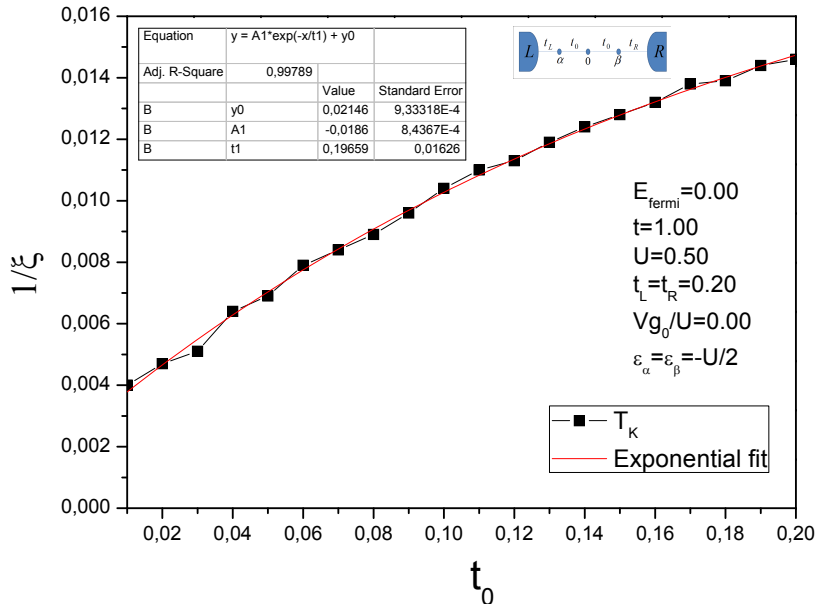 Equation y = A1*exp(-x/t1) + y0
Adj. R-Square 0,99789
Value Standard Error
B y0 0,02146 9,33318E-4
B A1 -0,0186 8,4367E-4
B t1 0,19659 0,01626
t_L t_0 t_0 t_R
L α 0 β R
E_fermi=0.00
t=1.00
U=0.50
t_L=t_R=0.20
Vg_0/U=0.00
ε_α=ε_β=-U/2
T_K
Exponential fit
1/ξ
0,016
0,014
0,012
0,010
0,008
0,006
0,004
0,002
0,000
0,02 0,04 0,06 0,08 0,10 0,12 0,14 0,16 0,18 0,20
t_0